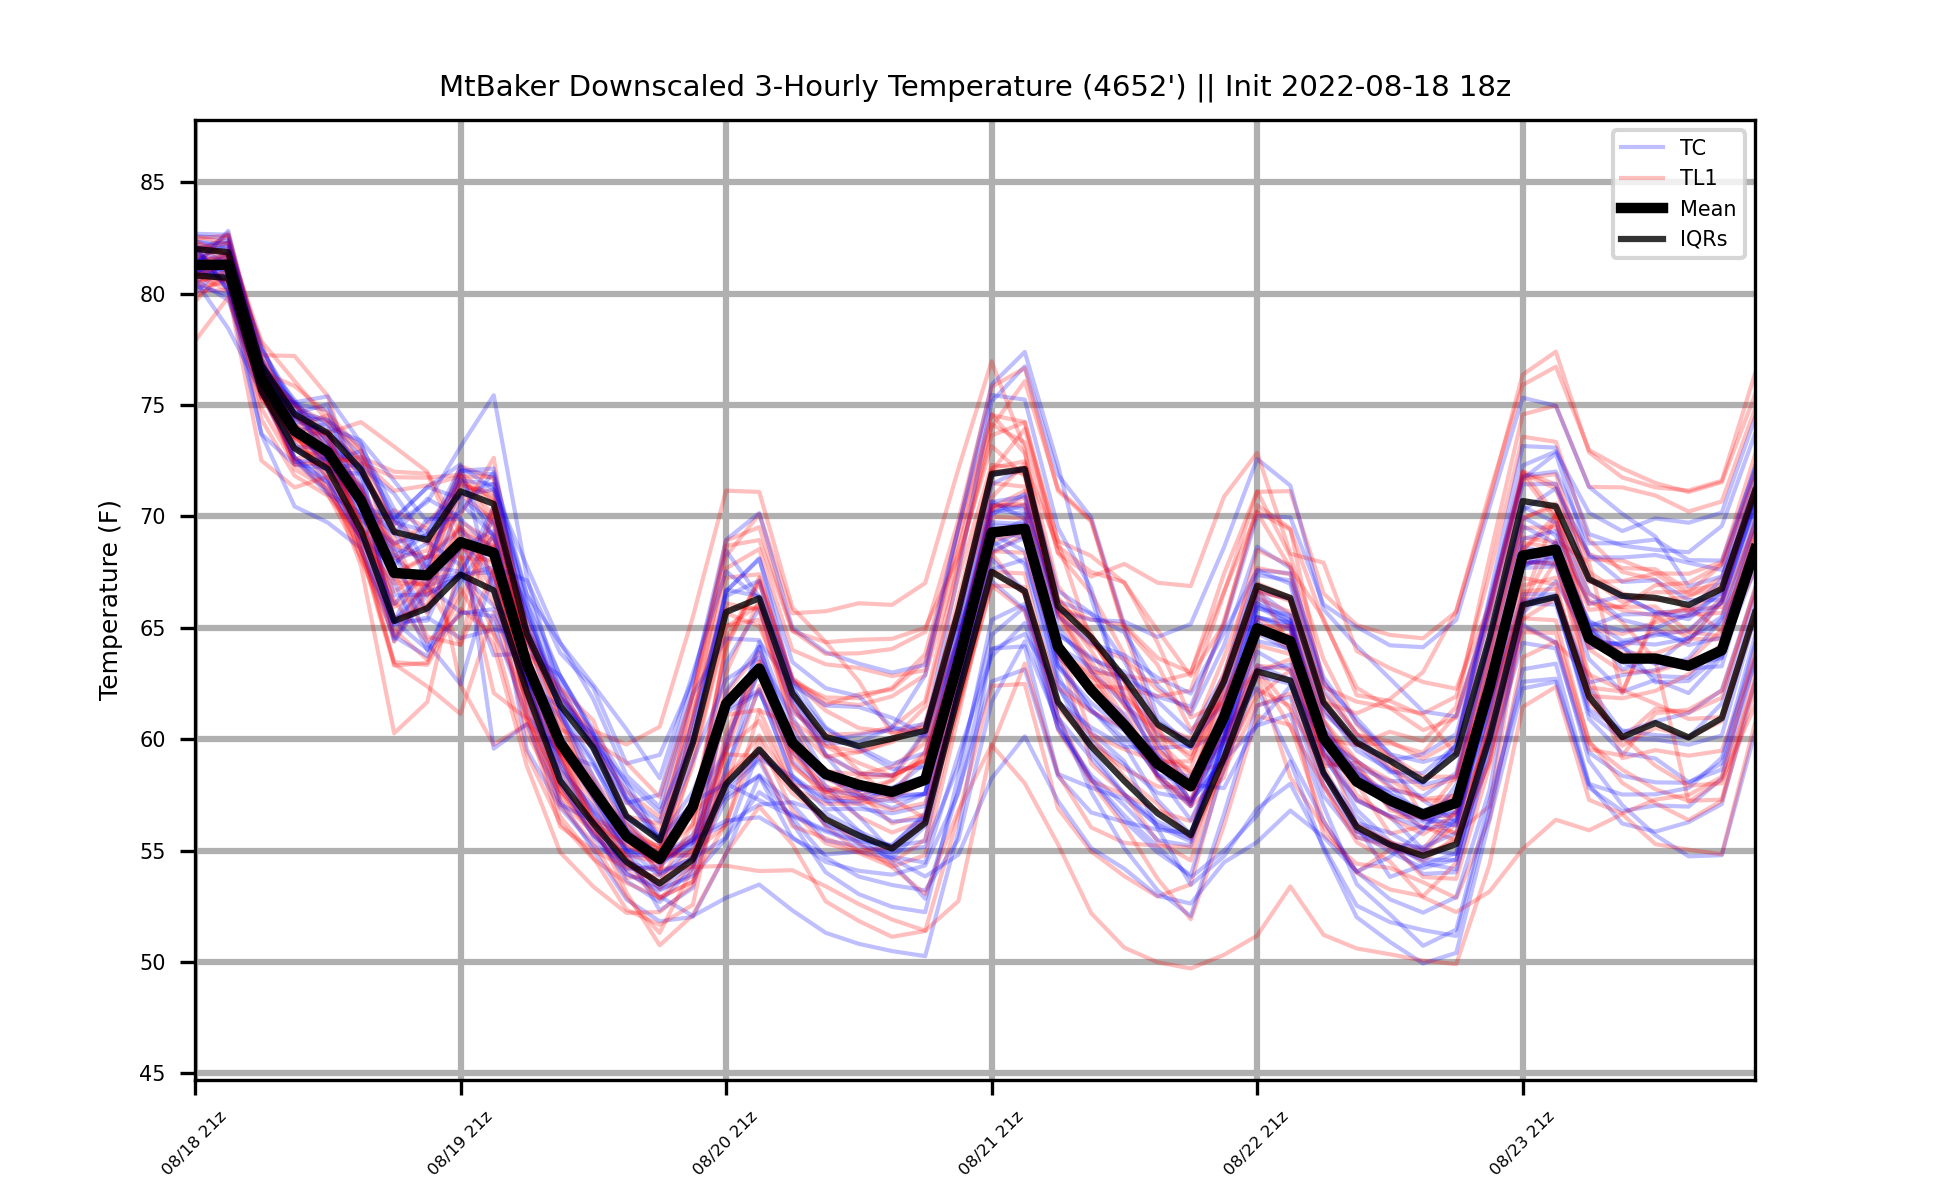 MtBaker Downscaled 3-Hourly Temperature (4652') || Init 2022-08-18 18z
TC
TL1
Mean
IQRs
Temperature (F)
85
80
75
70
65
60
55
50
45
08/18 21z
08/19 21z
08/20 21z
08/21 21z
08/22 21z
08/23 21z